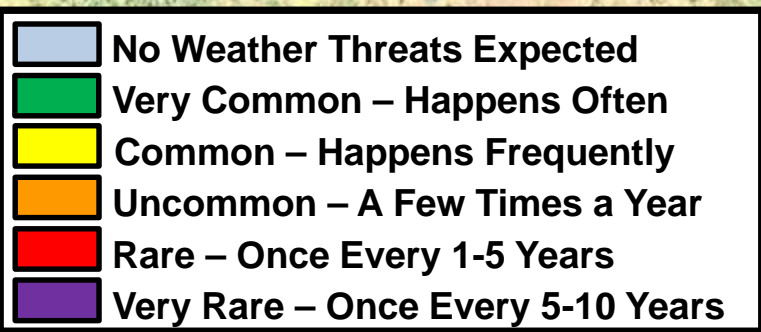 No Weather Threats Expected
Very Common – Happens Often
Common – Happens Frequently
Uncommon – A Few Times a Year
Rare – Once Every 1-5 Years
Very Rare – Once Every 5-10 Years